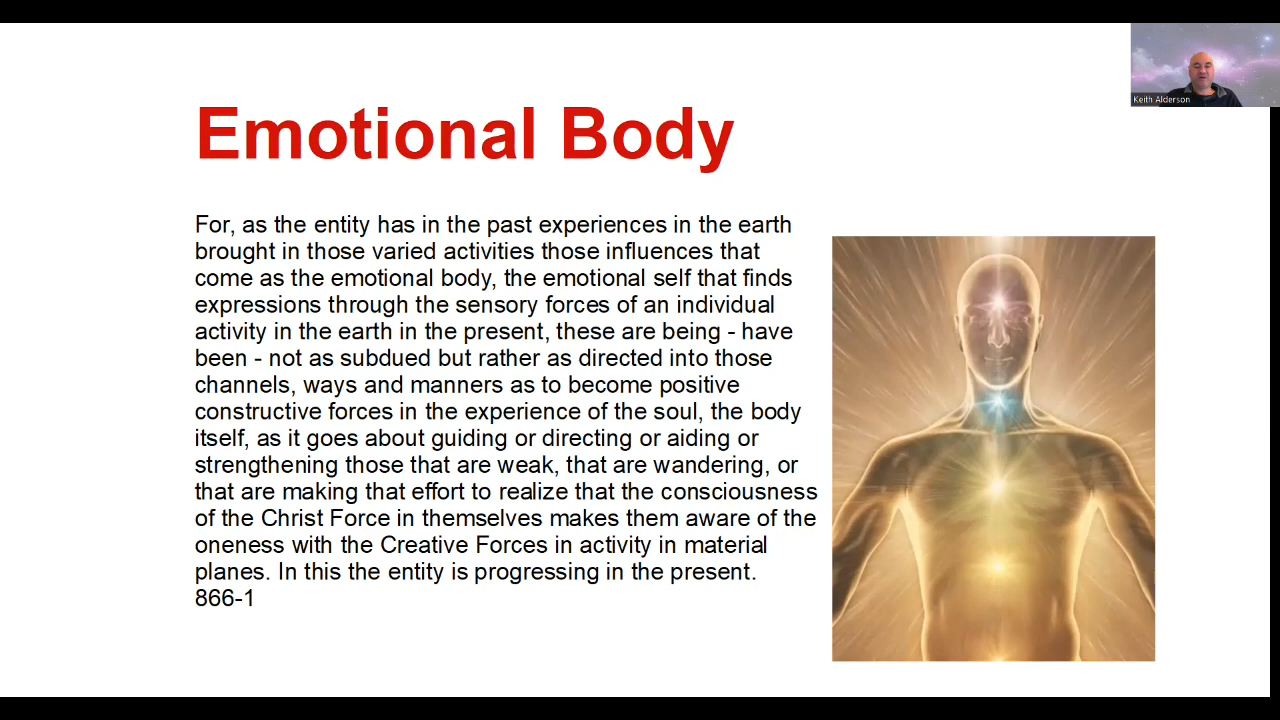 Keith Alderson
Emotional Body
For, as the entity has in the past experiences in the earth
brought in those varied activities those influences that
come as the emotional body, the emotional self that finds
expressions through the sensory forces of an individual
activity in the earth in the present, these are being - have
been - not as subdued but rather as directed into those
channels, ways and manners as to become positive
constructive forces in the experience of the soul, the body
itself, as it goes about guiding or directing or aiding or
strengthening those that are weak, that are wandering, or
that are making that effort to realize that the consciousness
of the Christ Force in themselves makes them aware of the
oneness with the Creative Forces in activity in material
planes. In this the entity is progressing in the present.
866-1